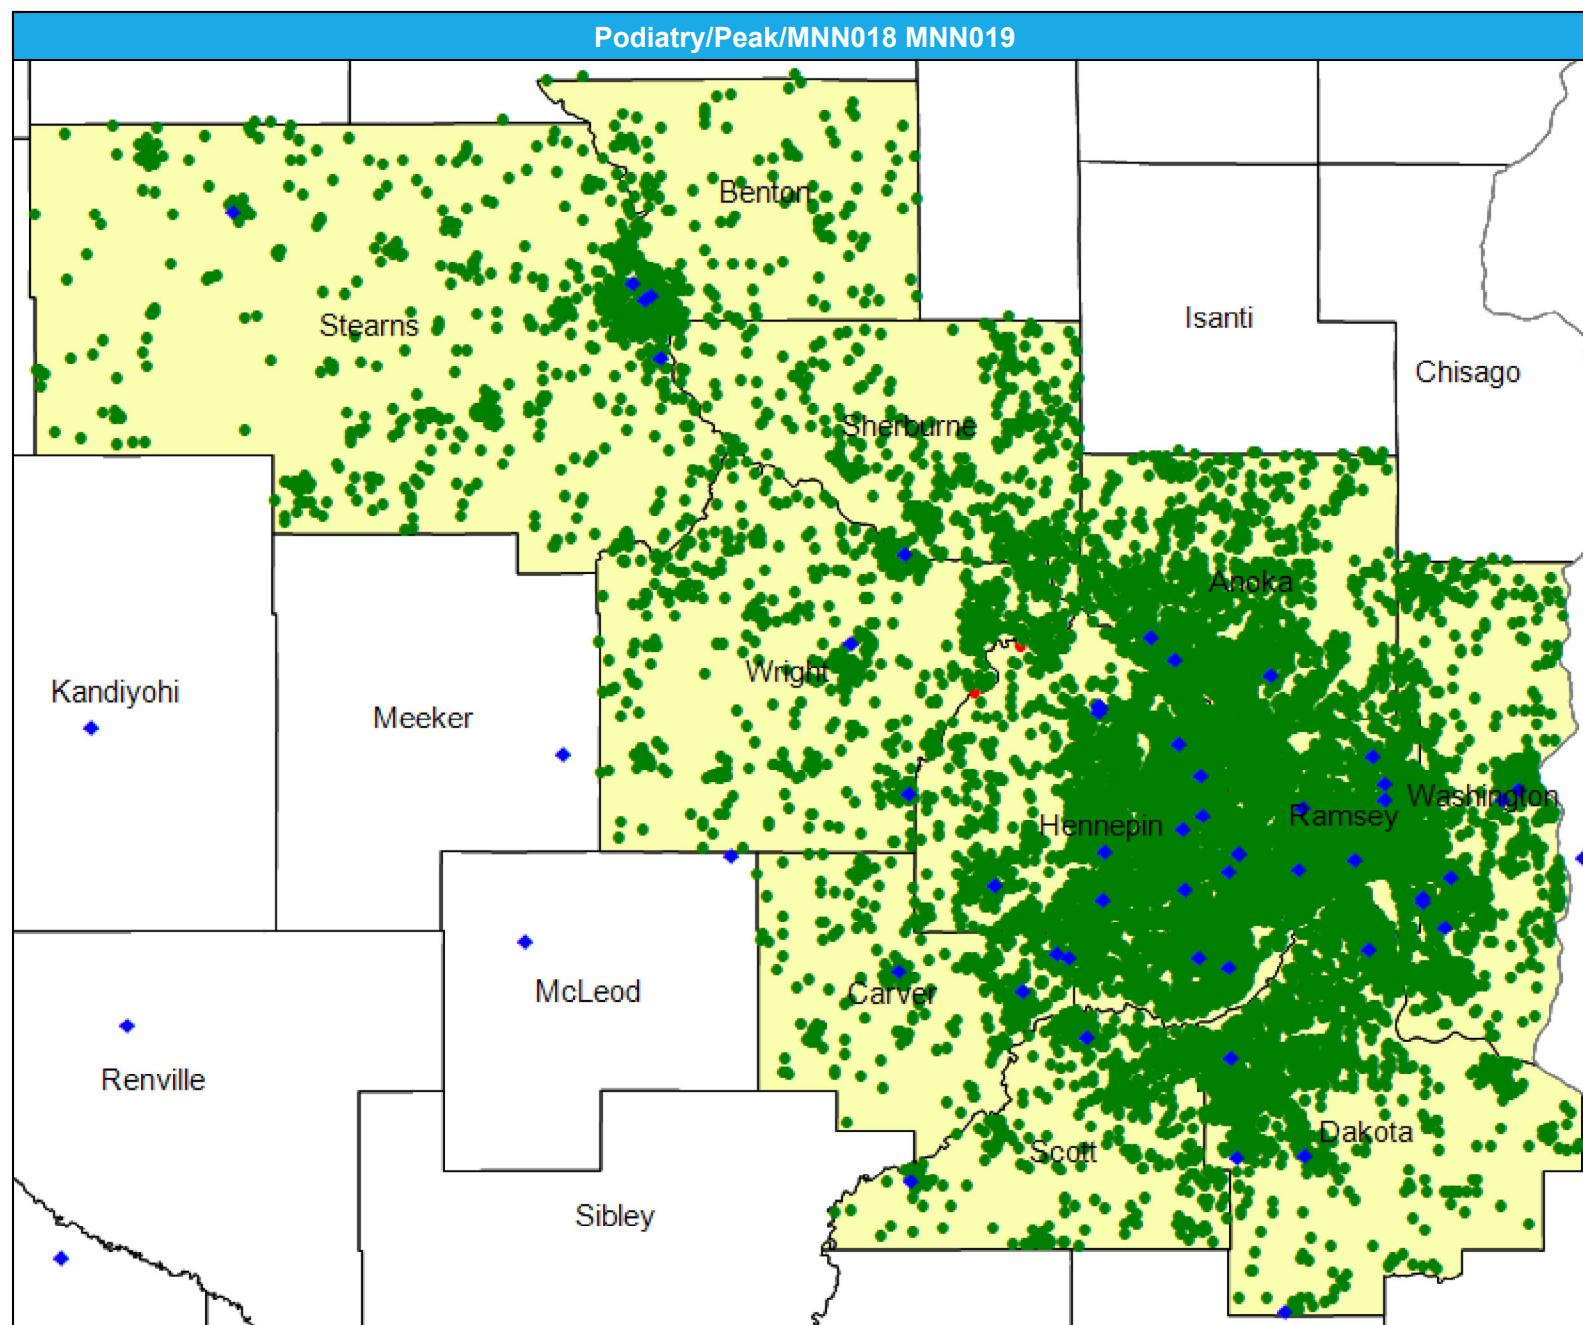 Podiatry/Peak/MNN018 MNN019
Benton
Stearns
Isanti
Chisago
Sherburne
Anoka
Wright
Kandiyohi
Meeker
Washington
Ramsey
Hennepin
McLeod
Carver
Renville
Dakota
Scott
Sibley